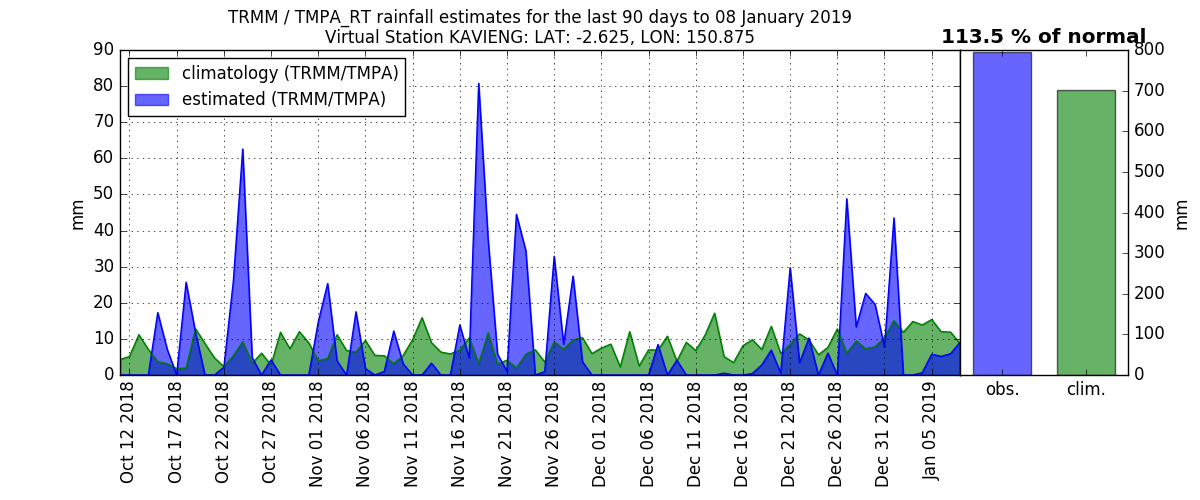 TRMM / TMPA_RT rainfall estimates for the last 90 days to 08 January 2019
Virtual Station KAVIENG: LAT: -2.625, LON: 150.875
113.5 % of normal
climatology (TRMM/TMPA)
estimated (TRMM/TMPA)
mm
90
80
70
60
50
40
30
20
10
0
Oct 12 2018
Oct 17 2018
Oct 22 2018
Oct 27 2018
Nov 01 2018
Nov 06 2018
Nov 11 2018
Nov 16 2018
Nov 21 2018
Nov 26 2018
Dec 01 2018
Dec 06 2018
Dec 11 2018
Dec 16 2018
Dec 21 2018
Dec 26 2018
Dec 31 2018
Jan 05 2019
obs.
clim.
800
700
600
500
400
300
200
100
0
mm